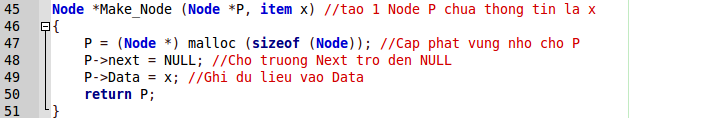 45 Node *Make_Node (Node *P, item x) //tao 1 Node P chua thong tin la x
46 {
47 P = (Node *) malloc (sizeof (Node)); //Cap phat vung nho cho P
48 P->next = NULL; //Cho truong Next tro den NULL
49 P->Data = x; //Ghi du lieu vao Data
50 return P;
51 }